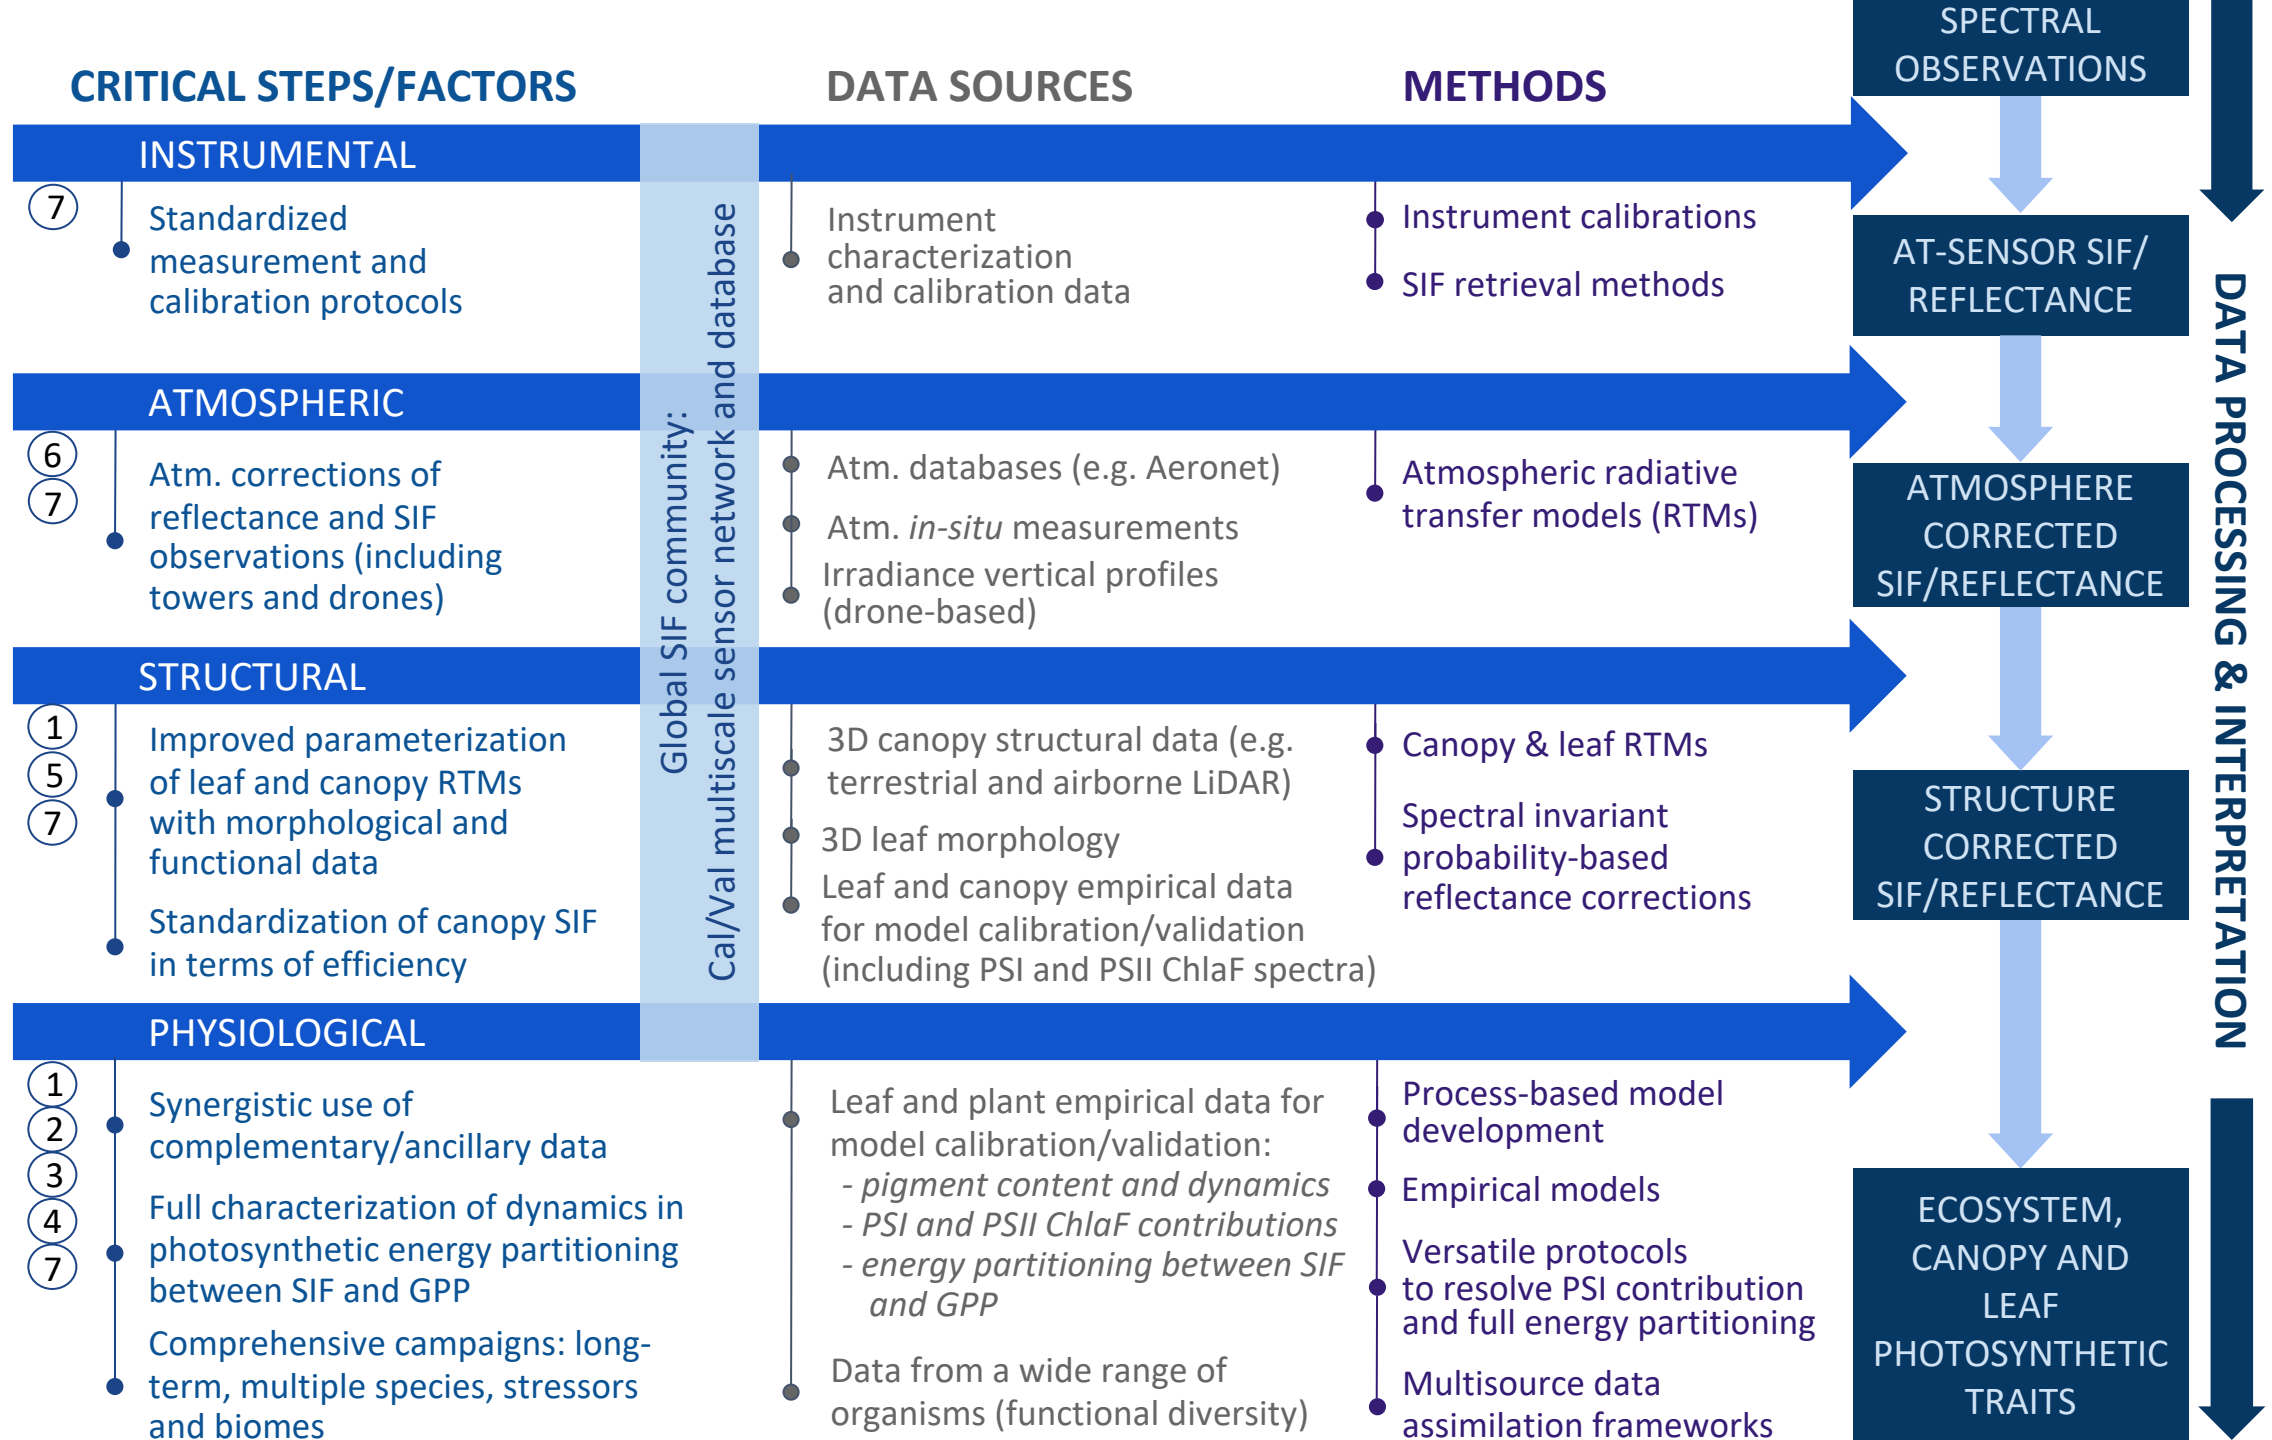 CRITICAL STEPS/FACTORS
DATA SOURCES
METHODS
SPECTRAL
OBSERVATIONS
INSTRUMENTAL
7
Standardized
measurement and
calibration protocols
Instrument
characterization
and calibration data
Instrument calibrations
SIF retrieval methods
AT-SENSOR SIF/
REFLECTANCE
ATMOSPHERIC
6
7
Atm. corrections of
reflectance and SIF
observations (including
towers and drones)
Atm. databases (e.g. Aeronet)
Atm. in-situ measurements
Irradiance vertical profiles
(drone-based)
Atmospheric radiative
transfer models (RTMs)
ATMOSPHERE
CORRECTED
SIF/REFLECTANCE
STRUCTURAL
1
5
7
Improved parameterization
of leaf and canopy RTMs
with morphological and
functional data
Standardization of canopy SIF
in terms of efficiency
3D canopy structural data (e.g.
terrestrial and airborne LiDAR)
3D leaf morphology
Leaf and canopy empirical data
for model calibration/validation
(including PSI and PSII ChlaF spectra)
Canopy & leaf RTMs
Spectral invariant
probability-based
reflectance corrections
STRUCTURE
CORRECTED
SIF/REFLECTANCE
PHYSIOLOGICAL
1
2
3
4
7
Synergistic use of
complementary/ancillary data
Full characterization of dynamics in
photosynthetic energy partitioning
between SIF and GPP
Comprehensive campaigns: long-
term, multiple species, stressors
and biomes
Leaf and plant empirical data for
model calibration/validation:
- pigment content and dynamics
- PSI and PSII ChlaF contributions
- energy partitioning between SIF
and GPP
Data from a wide range of
organisms (functional diversity)
Process-based model
development
Empirical models
Versatile protocols
to resolve PSI contribution
and full energy partitioning
Multisource data
assimilation frameworks
ECOSYSTEM,
CANOPY AND
LEAF
PHOTOSYNTHETIC
TRAITS
Global SIF community:
Cal/Val multiscale sensor network and database
DATA PROCESSING & INTERPRETATION